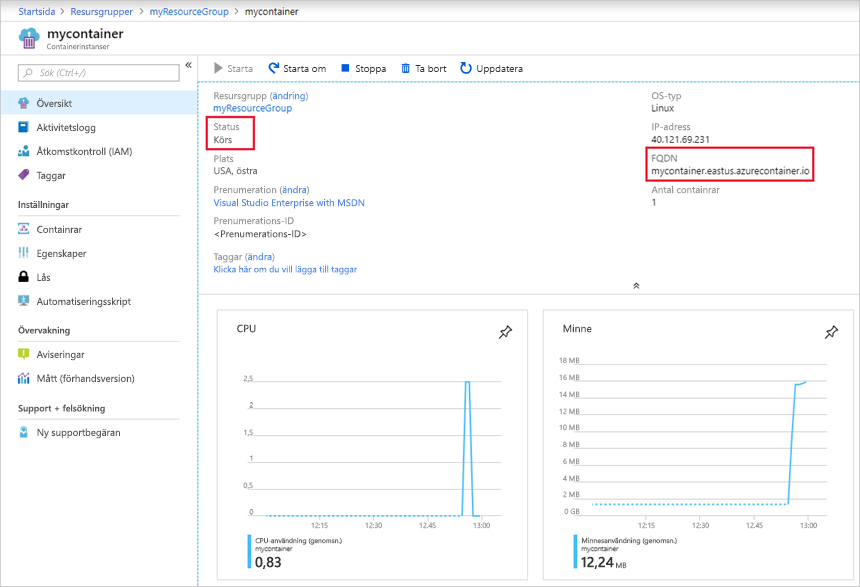 Startsida > Resursgrupper > myResourceGroup > mycontainer
mycontainer
Containerinstanser
Sök (Ctrl+/)
«
Översikt
Aktivitetslogg
Åtkomstkontroll (IAM)
Taggar
Inställningar
Containrar
Egenskaper
Lås
Automatiseringsskript
Övervakning
Aviseringar
Mått (förhandsversion)
Support + felsökning
Ny supportbegäran
Starta Starta om Stoppa Ta bort Uppdatera
Resursgrupp (ändring)
myResourceGroup
Status
Körs
Plats
USA, östra
Prenumeration (ändra)
Visual Studio Enterprise with MSDN
Prenumerations-ID
<Prenumerations-ID>
Taggar (ändra)
Klicka här om du vill lägga till taggar
OS-typ
Linux
IP-adress
40.121.69.231
FQDN
mycontainer.eastus.azurecontainer.io
Antal containrar
1
CPU
2,5
2
1,5
1
0,5
0
12:15 12:30 12.45 13:00
CPU-användning (genomsn.)
mycontainer
0,83
Minne
18 MB
16 MB
14 MB
12 MB
10 MB
8 MB
6 MB
4 MB
2 MB
0 GB
12:15 12:30 12.45 13:00
Minnesanvändning (genomsn.)
mycontainer
12,24 MB